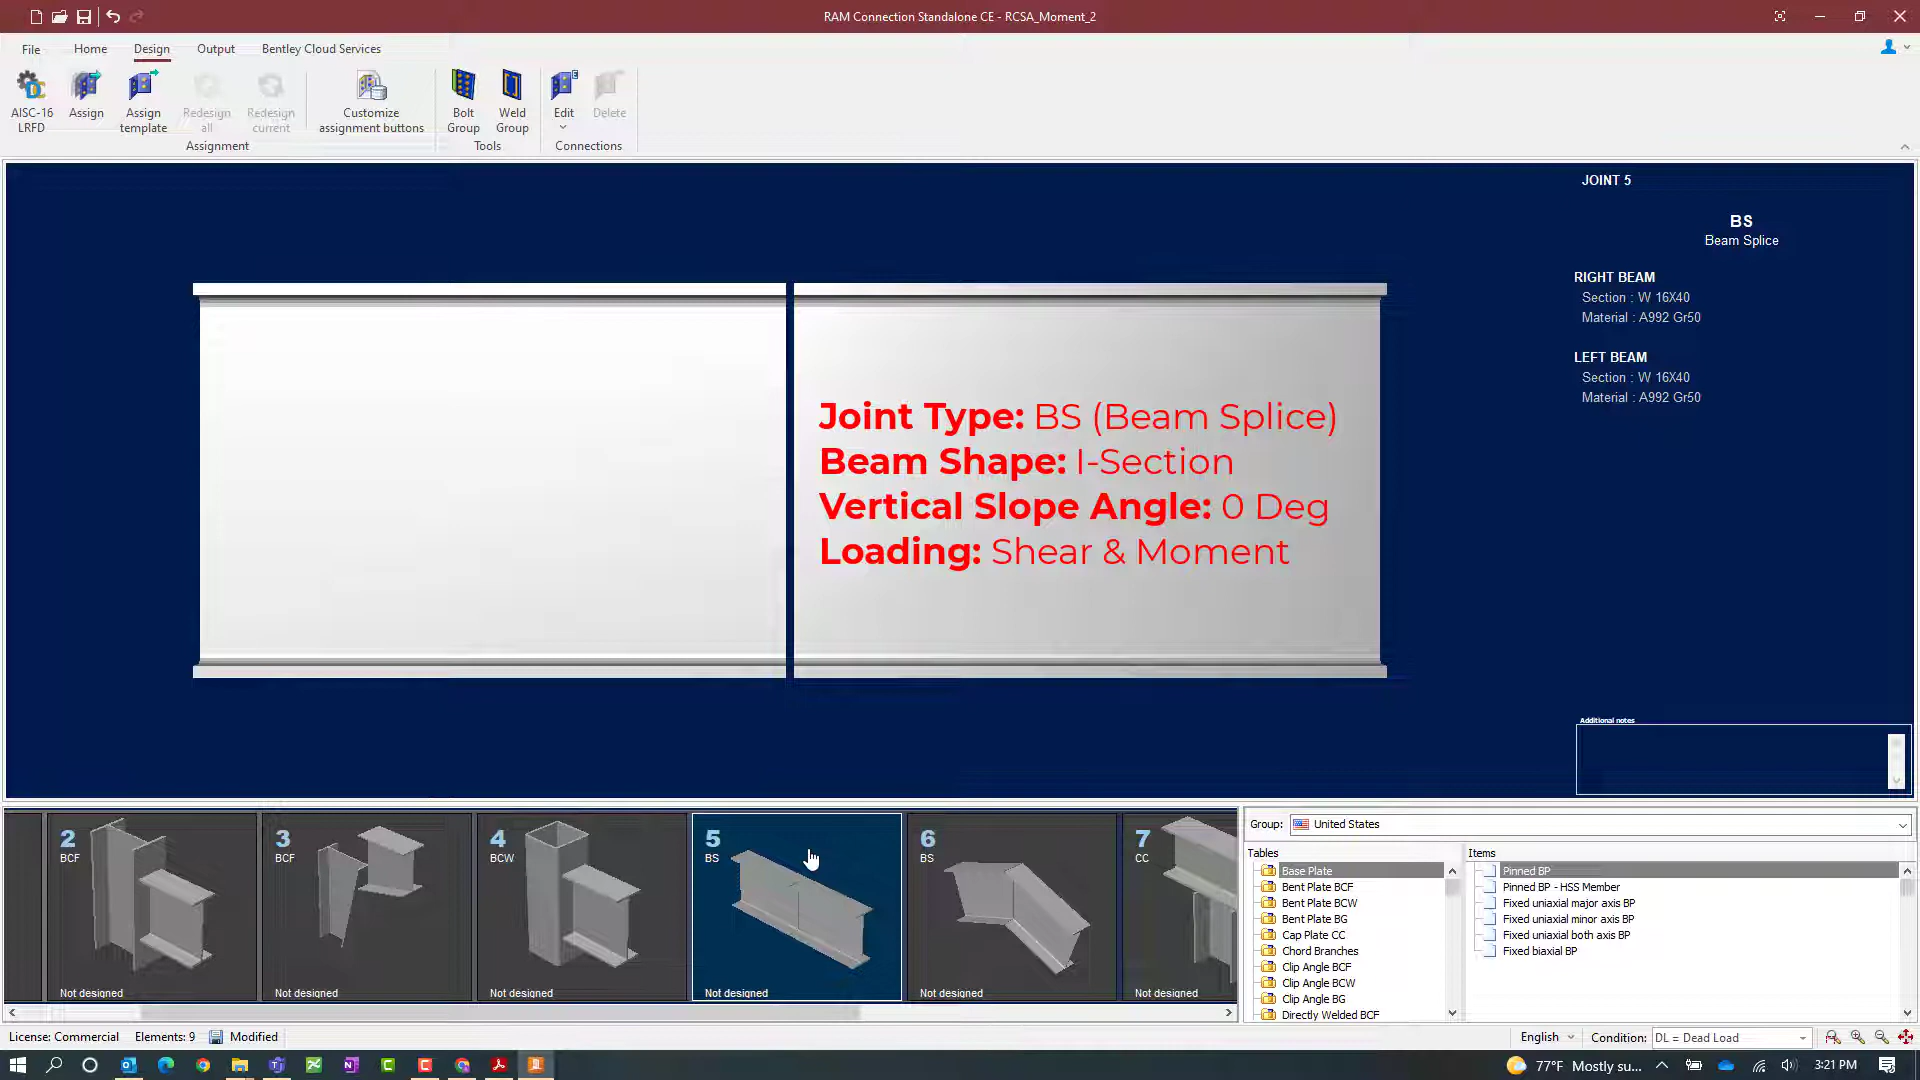 RAM Connection Standalone CE - RCSA_Moment_2
File
Home
Design
Output
Bentley Cloud Services
AISC-16
LRFD
Assign
Assign
template
Redesign
all
Redesign
current
Customize
assignment buttons
Bolt
Group
Weld
Group
Edit
Delete
Assignment
Tools
Connections
JOINT 5
BS
Beam Splice
RIGHT BEAM
Section : W 16X40
Material : A992 Gr50
LEFT BEAM
Section : W 16X40
Material : A992 Gr50
Joint Type: BS (Beam Splice)
Beam Shape: I-Section
Vertical Slope Angle: 0 Deg
Loading: Shear & Moment
Additional notes
2
BCF
Not designed
3
BCF
Not designed
4
BCW
Not designed
5
BS
Not designed
6
BS
Not designed
7
CC
Not designed
Group: United States
Tables
Base Plate
Bent Plate BCF
Bent Plate BCW
Bent Plate BG
Cap Plate CC
Chord Branches
Clip Angle BCF
Clip Angle BCW
Clip Angle BG
Directly Welded BCF
Items
Pinned BP
Pinned BP - HSS Member
Fixed uniaxial major axis BP
Fixed uniaxial minor axis BP
Fixed uniaxial both axis BP
Fixed biaxial BP
License: Commercial
Elements: 9
Modified
English
Condition: DL = Dead Load
77°F Mostly su...
3:21 PM